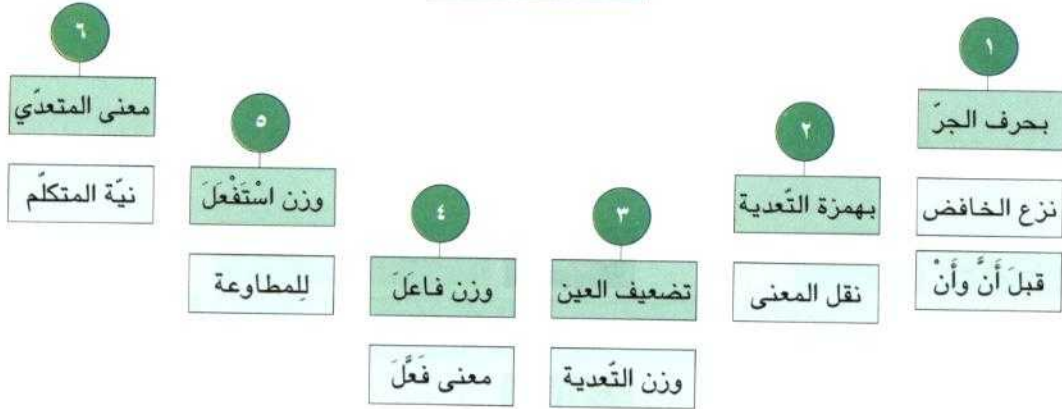 ١
بحرف الجرّ
نزع الخافض
قبلَ أَنَّ وأَنْ
٢
بهمزة التّعدية
نقل المعنى
٣
تضعيف العين
وزن التّعدية
٤
وزن فاعَلَ
معنى فَعَّلَ
٥
وزن اسْتَفْعَلَ
لِلمطاوعة
٦
معنى المتعدّي
نيّة المتكلّم